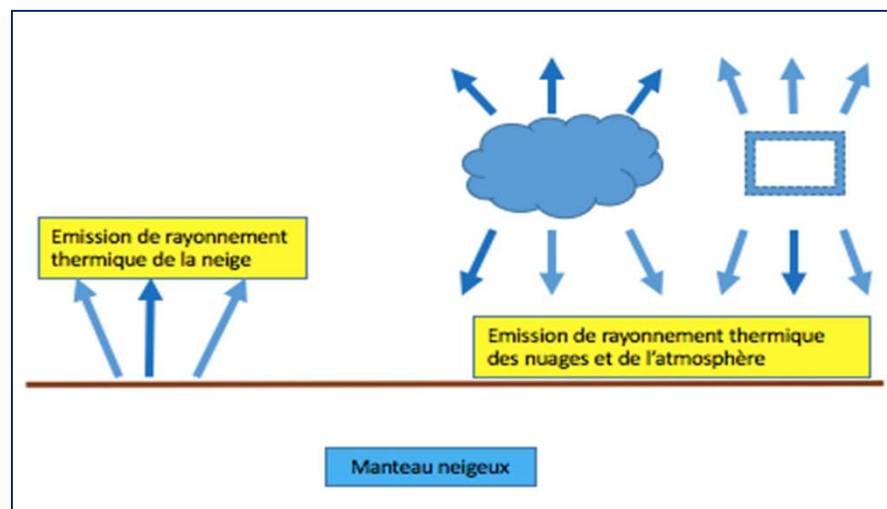 Emission de rayonnement
thermique de la neige
Emission de rayonnement thermique
des nuages et de l'atmosphère
Manteau neigeux